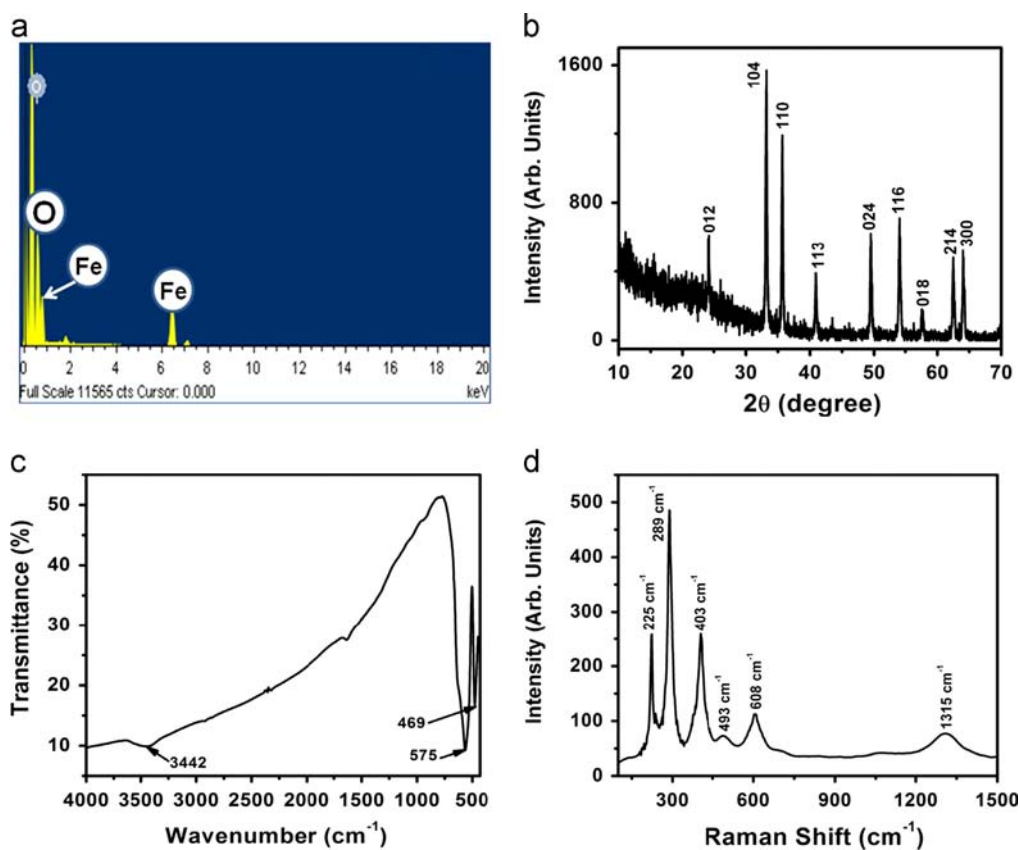 a
O
O
Fe
Fe
0 2 4 6 8 10 12 14 16 18 20
Full Scale 11565 cts Cursor: 0.000 keV
b
Intensity (Arb. Units)
1600
800
0
012
104
110
113
024
116
018
214
300
10 20 30 40 50 60 70
2θ (degree)
c
Transmittance (%)
50
40
30
20
10
3442
575
469
4000 3500 3000 2500 2000 1500 1000 500
Wavenumber (cm⁻¹)
d
Intensity (Arb. Units)
500
400
300
200
100
0
225 cm⁻¹
289 cm⁻¹
403 cm⁻¹
493 cm⁻¹
608 cm⁻¹
1315 cm⁻¹
300 600 900 1200 1500
Raman Shift (cm⁻¹)